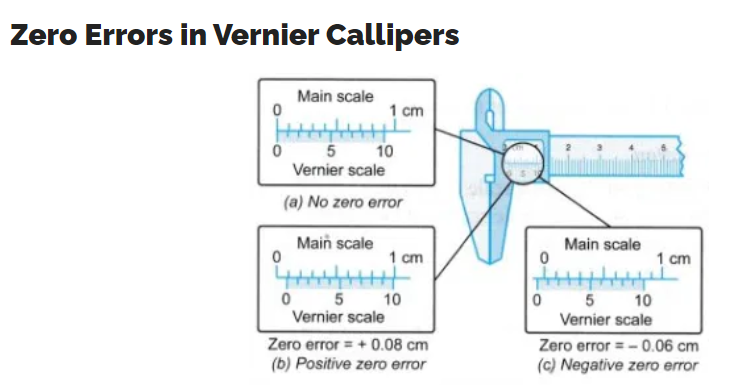 Zero Errors in Vernier Callipers
Main scale
0 1 cm
0 5 10
Vernier scale
(a) No zero error
2 3 4 5
5 10
Main scale
0 1 cm
0 5 10
Vernier scale
Zero error = + 0.08 cm
(b) Positive zero error
Main scale
0 1 cm
0 5 10
Vernier scale
Zero error = – 0.06 cm
(c) Negative zero error